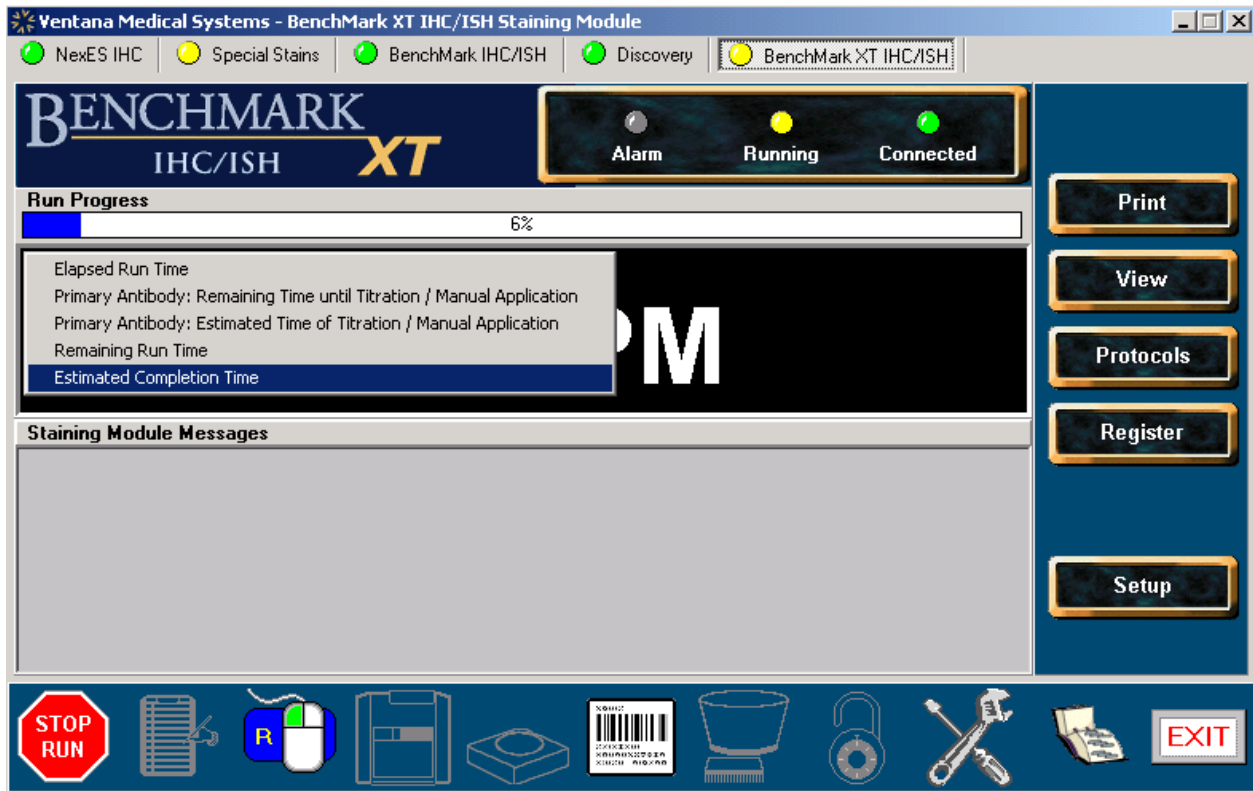 Ventana Medical Systems - BenchMark XT IHC/ISH Staining Module
NexES IHC
Special Stains
BenchMark IHC/ISH
Discovery
BenchMark XT IHC/ISH
BENCHMARK
IHC/ISH XT
Alarm
Running
Connected
Run Progress
6%
Elapsed Run Time
Primary Antibody: Remaining Time until Titration / Manual Application
Primary Antibody: Estimated Time of Titration / Manual Application
Remaining Run Time
Estimated Completion Time
PM
Staining Module Messages
Print
View
Protocols
Register
Setup
STOP
RUN
R
EXIT